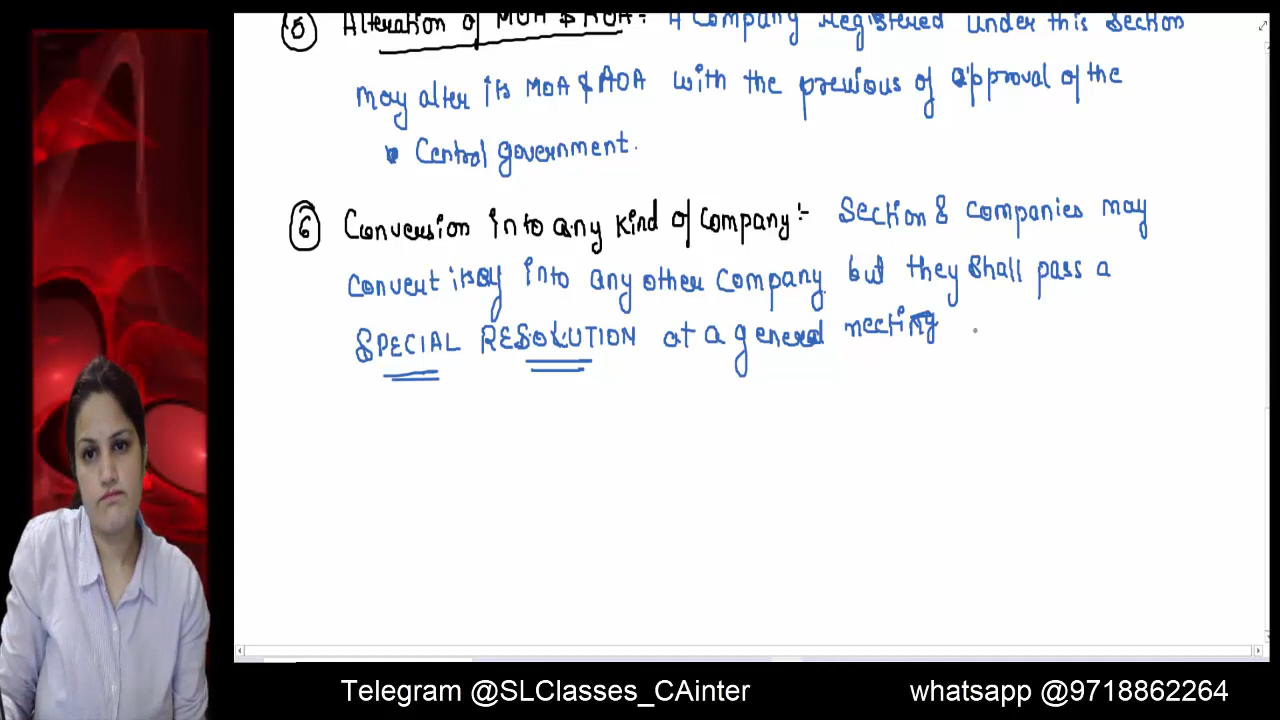 ⑤ Alteration of MOA & AOA:- A Company Registered under this Section
may alter its MOA & AOA with the previous of approval of the
Central government.
⑥ Conversion into any kind of Company:- Section 8 companies may
Convert itself into any other Company but they shall pass a
SPECIAL RESOLUTION at a general meeting
Telegram @SLClasses_CAinter whatsapp @9718862264